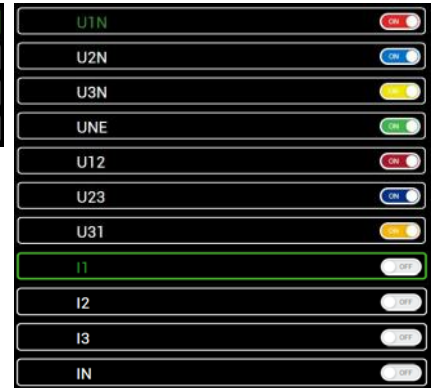 U1N ON
U2N ON
U3N ON
UNE ON
U12 ON
U23 ON
U31 ON
I1 OFF
I2 OFF
I3 OFF
IN OFF